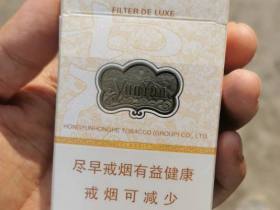 FILTER DE LUXE
Yunyan
HONGYUNHONGHE TOBACCO (GROUP) CO., LTD.
尽早戒烟有益健康
戒烟可减少